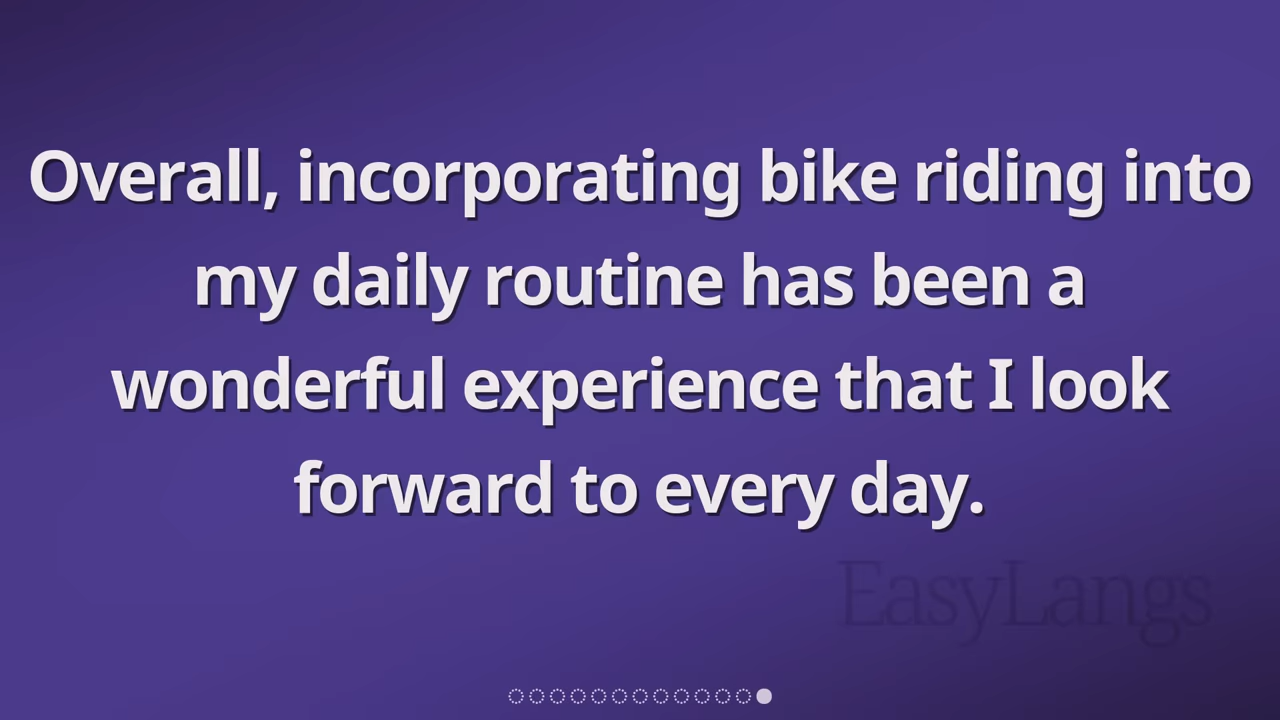 Overall, incorporating bike riding into
my daily routine has been a
wonderful experience that I look
forward to every day.
EasyLangs